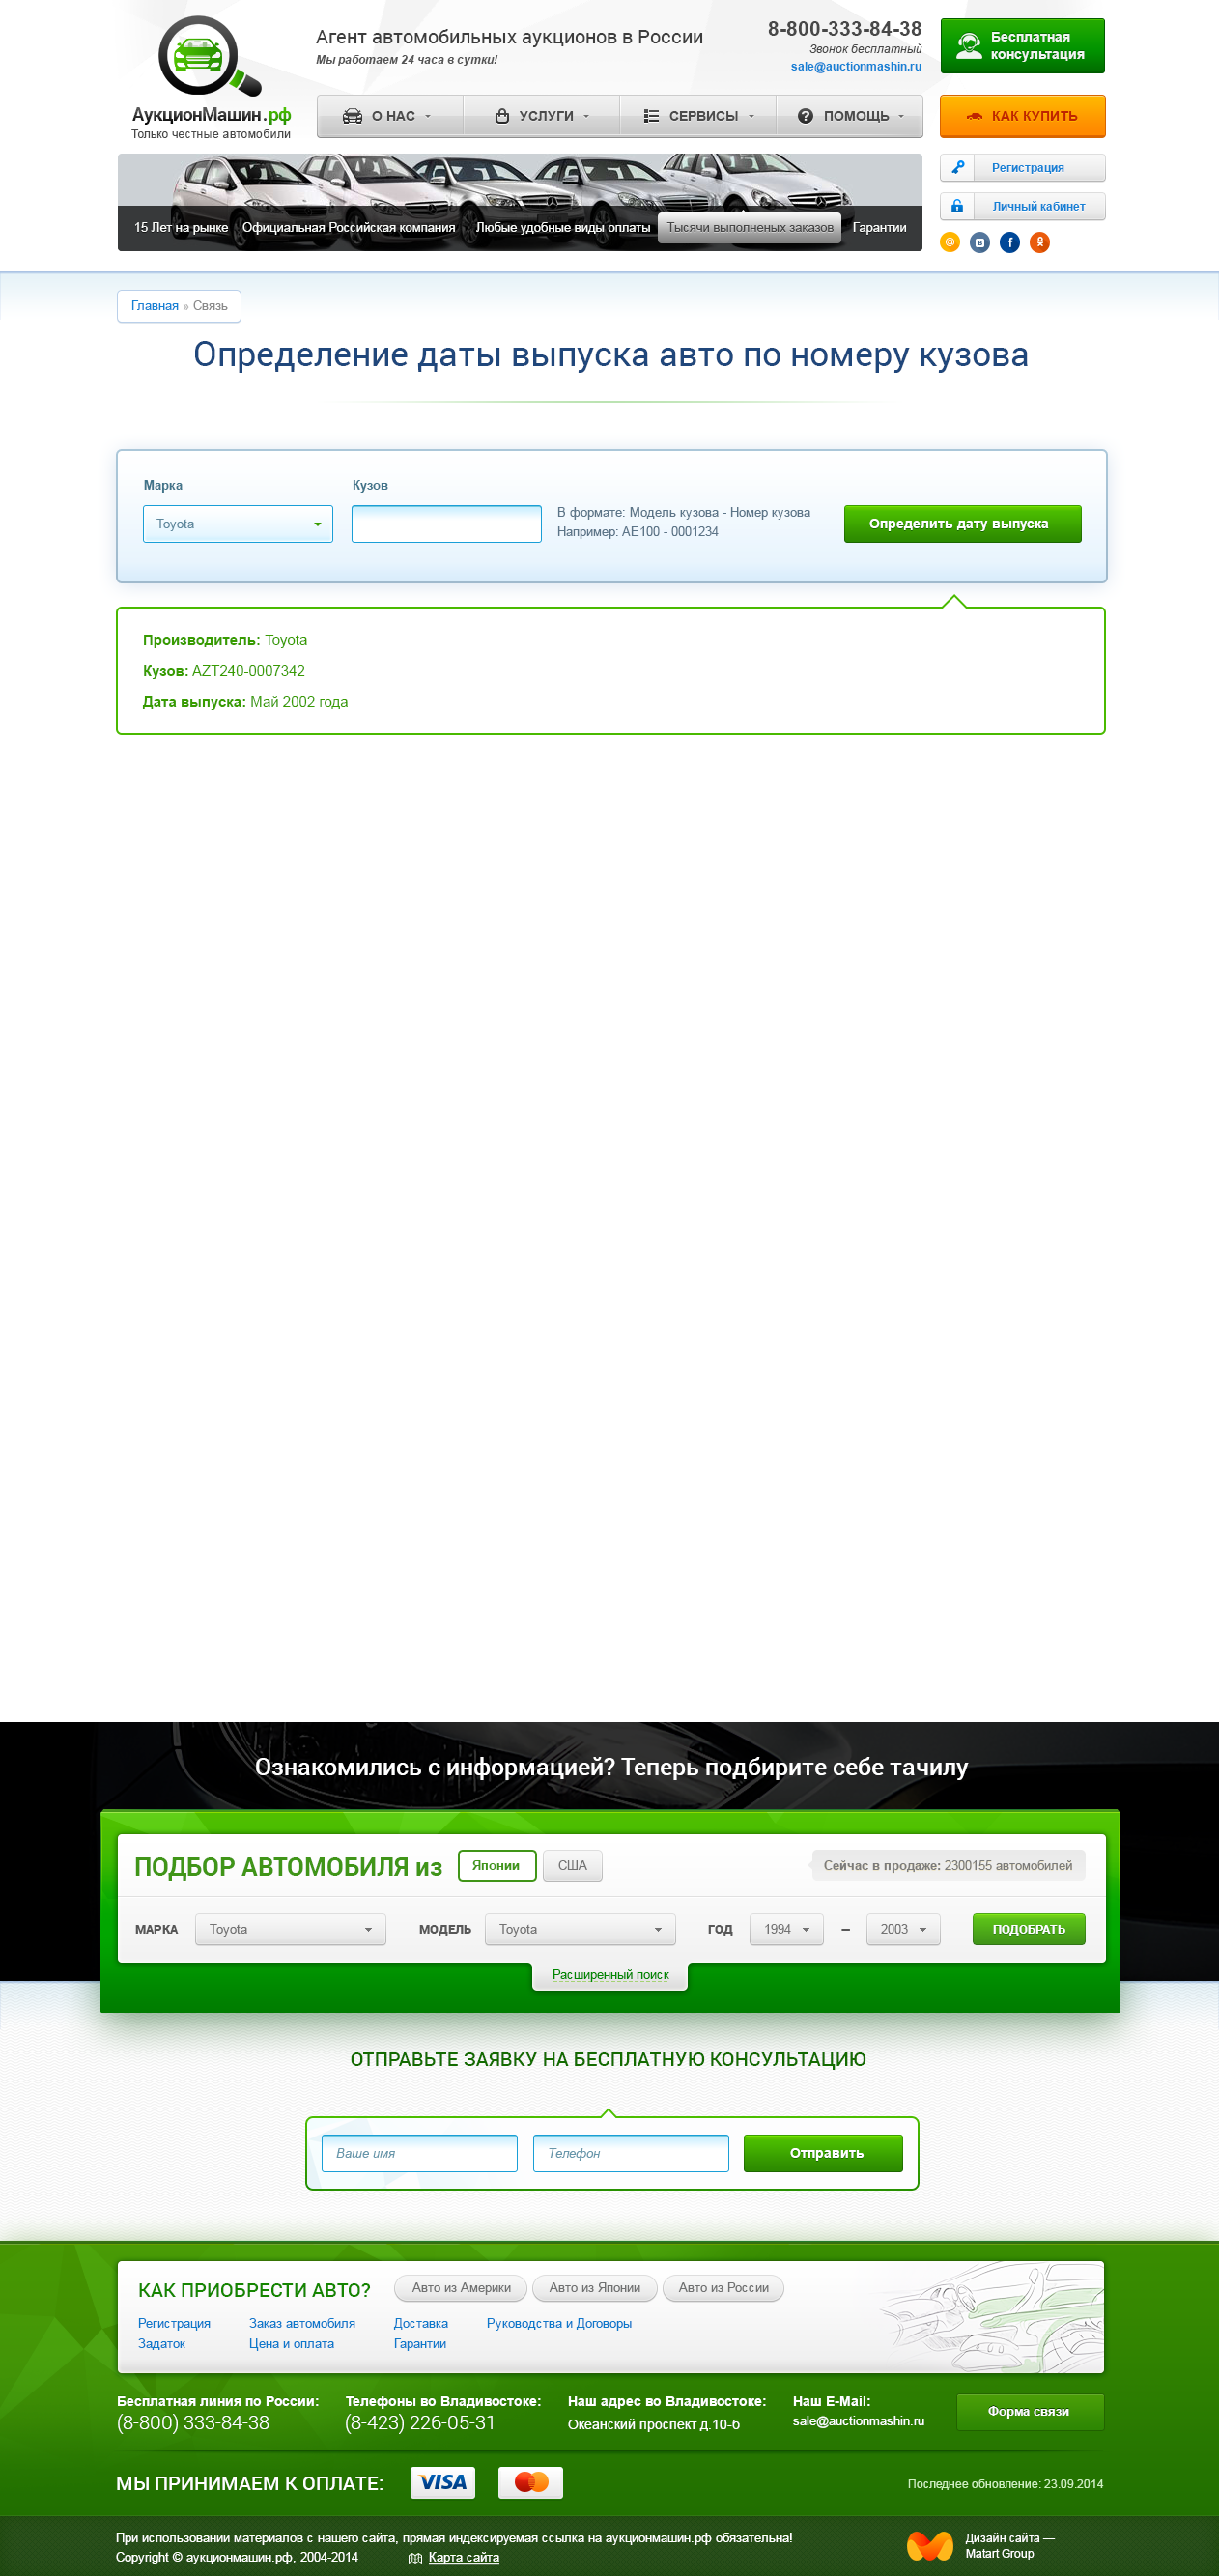 Агент автомобильных аукционов в России
Мы работаем 24 часа в сутки!
8-800-333-84-38
Звонок бесплатный
sale@auctionmashin.ru
Бесплатная
консультация
АукционМашин.рф
Только честные автомобили
О НАС
УСЛУГИ
СЕРВИСЫ
ПОМОЩЬ
КАК КУПИТЬ
Регистрация
Личный кабинет
15 Лет на рынке
Официальная Российская компания
Любые удобные виды оплаты
Тысячи выполненых заказов
Гарантии
Главная » Связь
Определение даты выпуска авто по номеру кузова
Марка
Кузов
Toyota
В формате: Модель кузова - Номер кузова
Например: AE100 - 0001234
Определить дату выпуска
Производитель: Toyota
Кузов: AZT240-0007342
Дата выпуска: Май 2002 года
Ознакомились с информацией? Теперь подбирите себе тачилу
ПОДБОР АВТОМОБИЛЯ из
Японии
США
Сейчас в продаже: 2300155 автомобилей
МАРКА
Toyota
МОДЕЛЬ
Toyota
ГОД
1994
–
2003
ПОДОБРАТЬ
Расширенный поиск
ОТПРАВЬТЕ ЗАЯВКУ НА БЕСПЛАТНУЮ КОНСУЛЬТАЦИЮ
Ваше имя
Телефон
Отправить
КАК ПРИОБРЕСТИ АВТО?
Авто из Америки
Авто из Японии
Авто из России
Регистрация
Заказ автомобиля
Доставка
Руководства и Договоры
Задаток
Цена и оплата
Гарантии
Бесплатная линия по России:
(8-800) 333-84-38
Телефоны во Владивостоке:
(8-423) 226-05-31
Наш адрес во Владивостоке:
Океанский проспект д.10-б
Наш E-Mail:
sale@auctionmashin.ru
Форма связи
МЫ ПРИНИМАЕМ К ОПЛАТЕ:
VISA
Последнее обновление: 23.09.2014
При использовании материалов с нашего сайта, прямая индексируемая ссылка на аукционмашин.рф обязательна!
Copyright © аукционмашин.рф, 2004-2014
Карта сайта
Дизайн сайта —
Matart Group